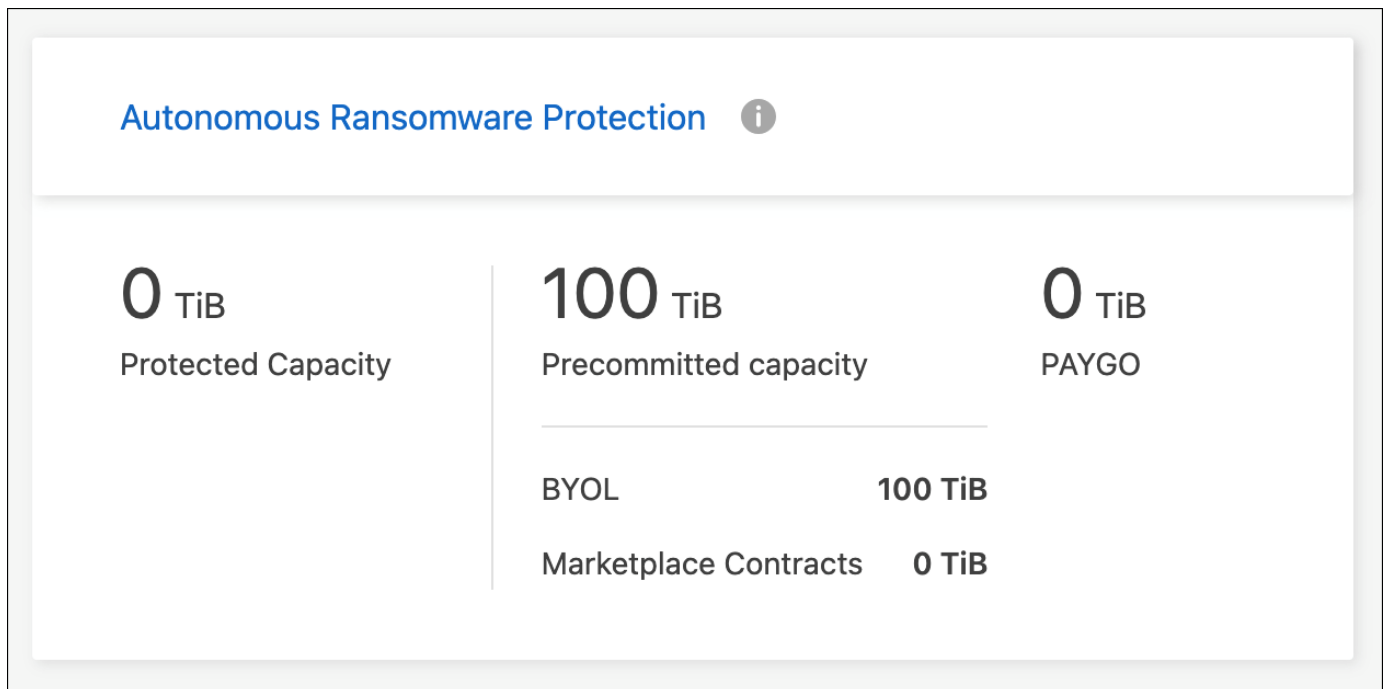 Autonomous Ransomware Protection
0 TiB
Protected Capacity
100 TiB
Precommitted capacity
BYOL 100 TiB
Marketplace Contracts 0 TiB
0 TiB
PAYGO